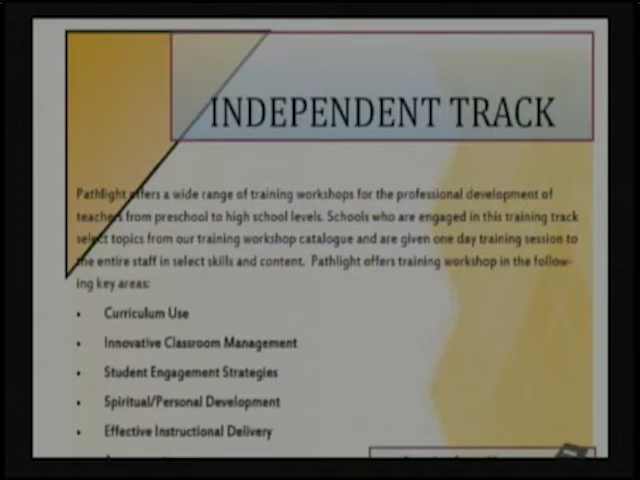 INDEPENDENT TRACK
Pathlight offers a wide range of training workshops for the professional development of
teachers from preschool to high school levels. Schools who are engaged in this training track
select topics from our training workshop catalogue and are given one day training session to
the entire staff in select skills and content. Pathlight offers training workshop in the follow-
ing key areas:
• Curriculum Use
• Innovative Classroom Management
• Student Engagement Strategies
• Spiritual/Personal Development
• Effective Instructional Delivery